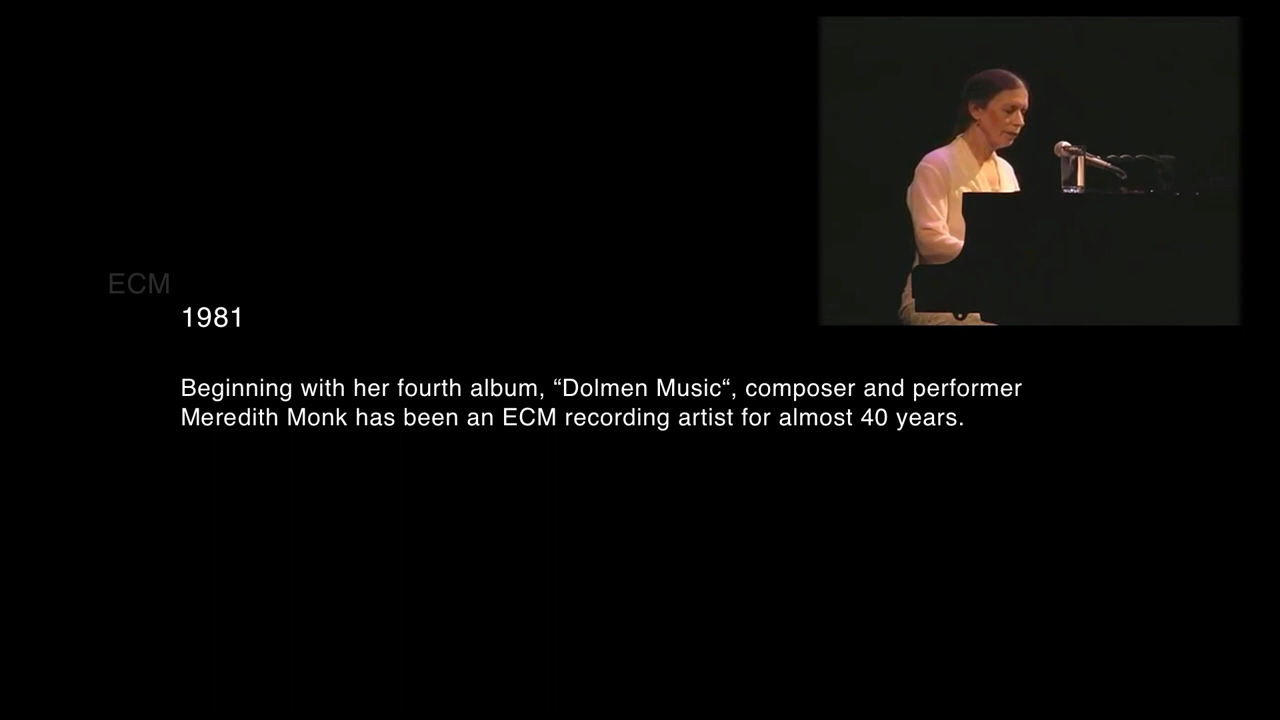 ECM
1981
Beginning with her fourth album, “Dolmen Music“, composer and performer
Meredith Monk has been an ECM recording artist for almost 40 years.